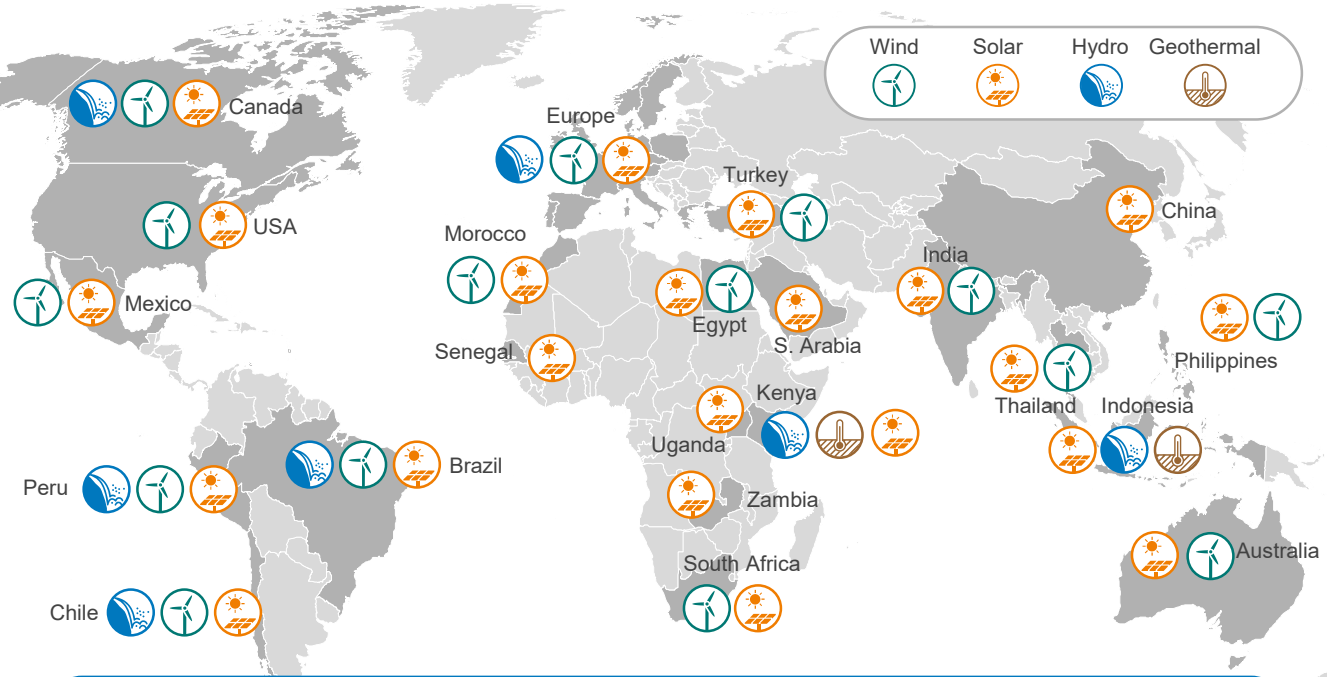 Wind Solar Hydro Geothermal
Canada
Europe
Turkey
China
USA
Morocco
India
Mexico
Egypt
S. Arabia
Senegal
Philippines
Kenya
Thailand Indonesia
Uganda
Brazil
Peru
Zambia
Australia
South Africa
Chile